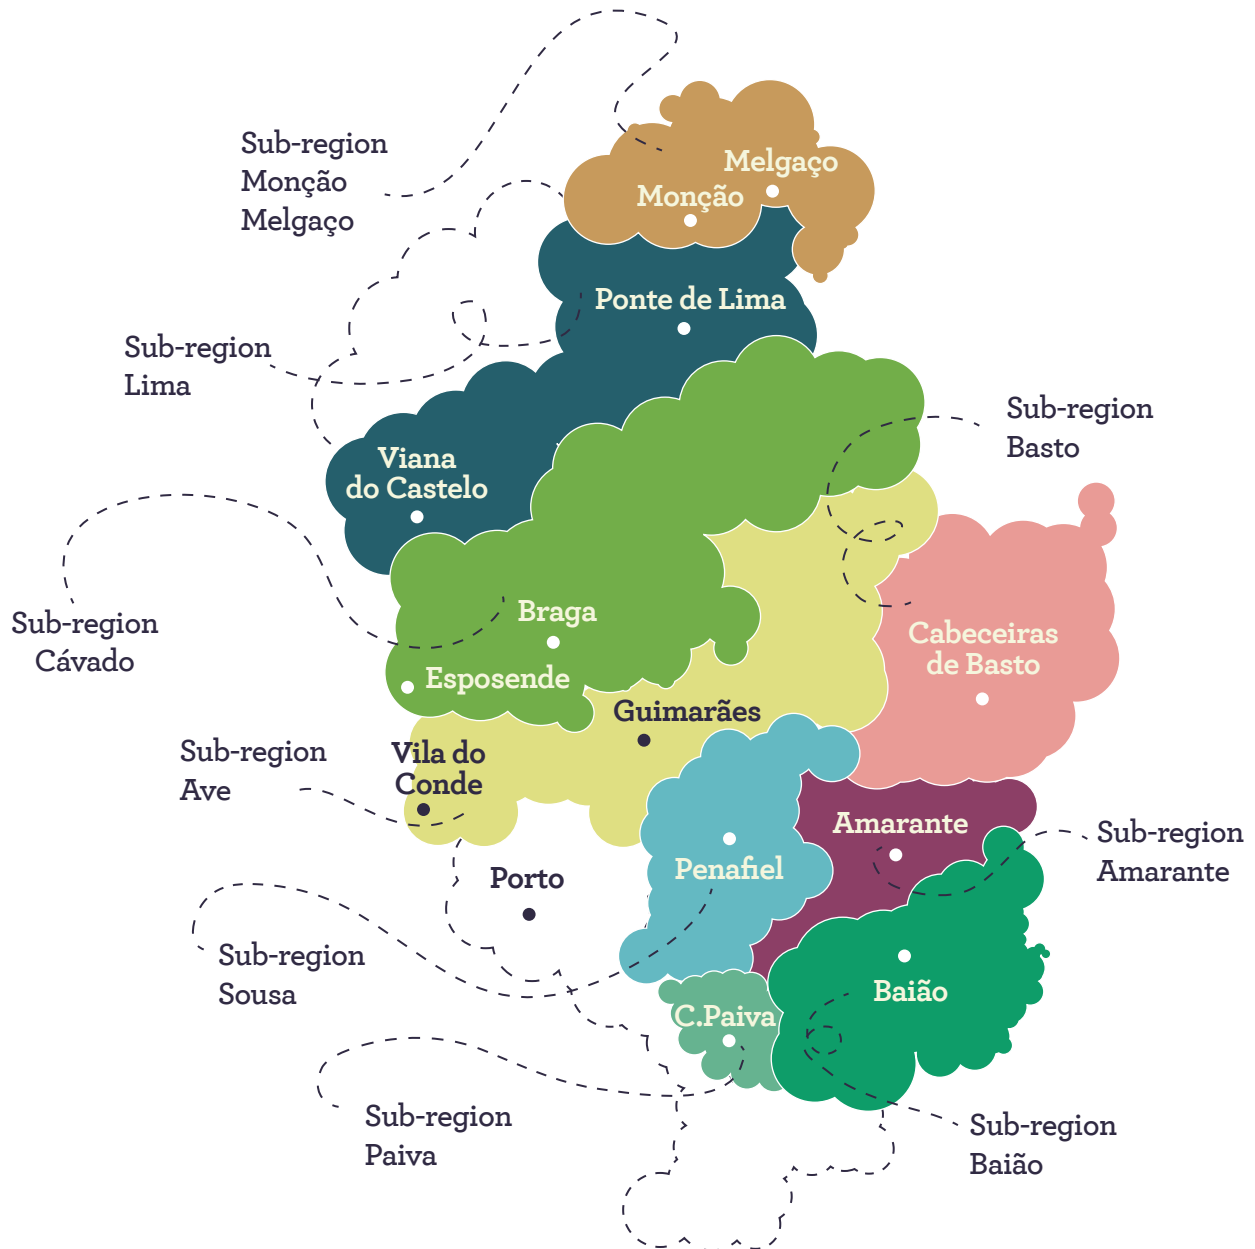 Sub-region
Monção
Melgaço
Melgaço
Monção
Ponte de Lima
Sub-region
Lima
Sub-region
Basto
Viana
do Castelo
Sub-region
Cávado
Braga
Esposende
Cabeceiras
de Basto
Guimarães
Sub-region
Ave
Vila do
Conde
Amarante
Sub-region
Amarante
Penafiel
Porto
Sub-region
Sousa
Baião
C.Paiva
Sub-region
Paiva
Sub-region
Baião